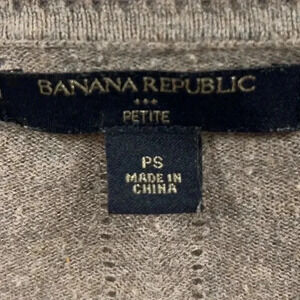 BANANA REPUBLIC
PETITE
PS
MADE IN
CHINA